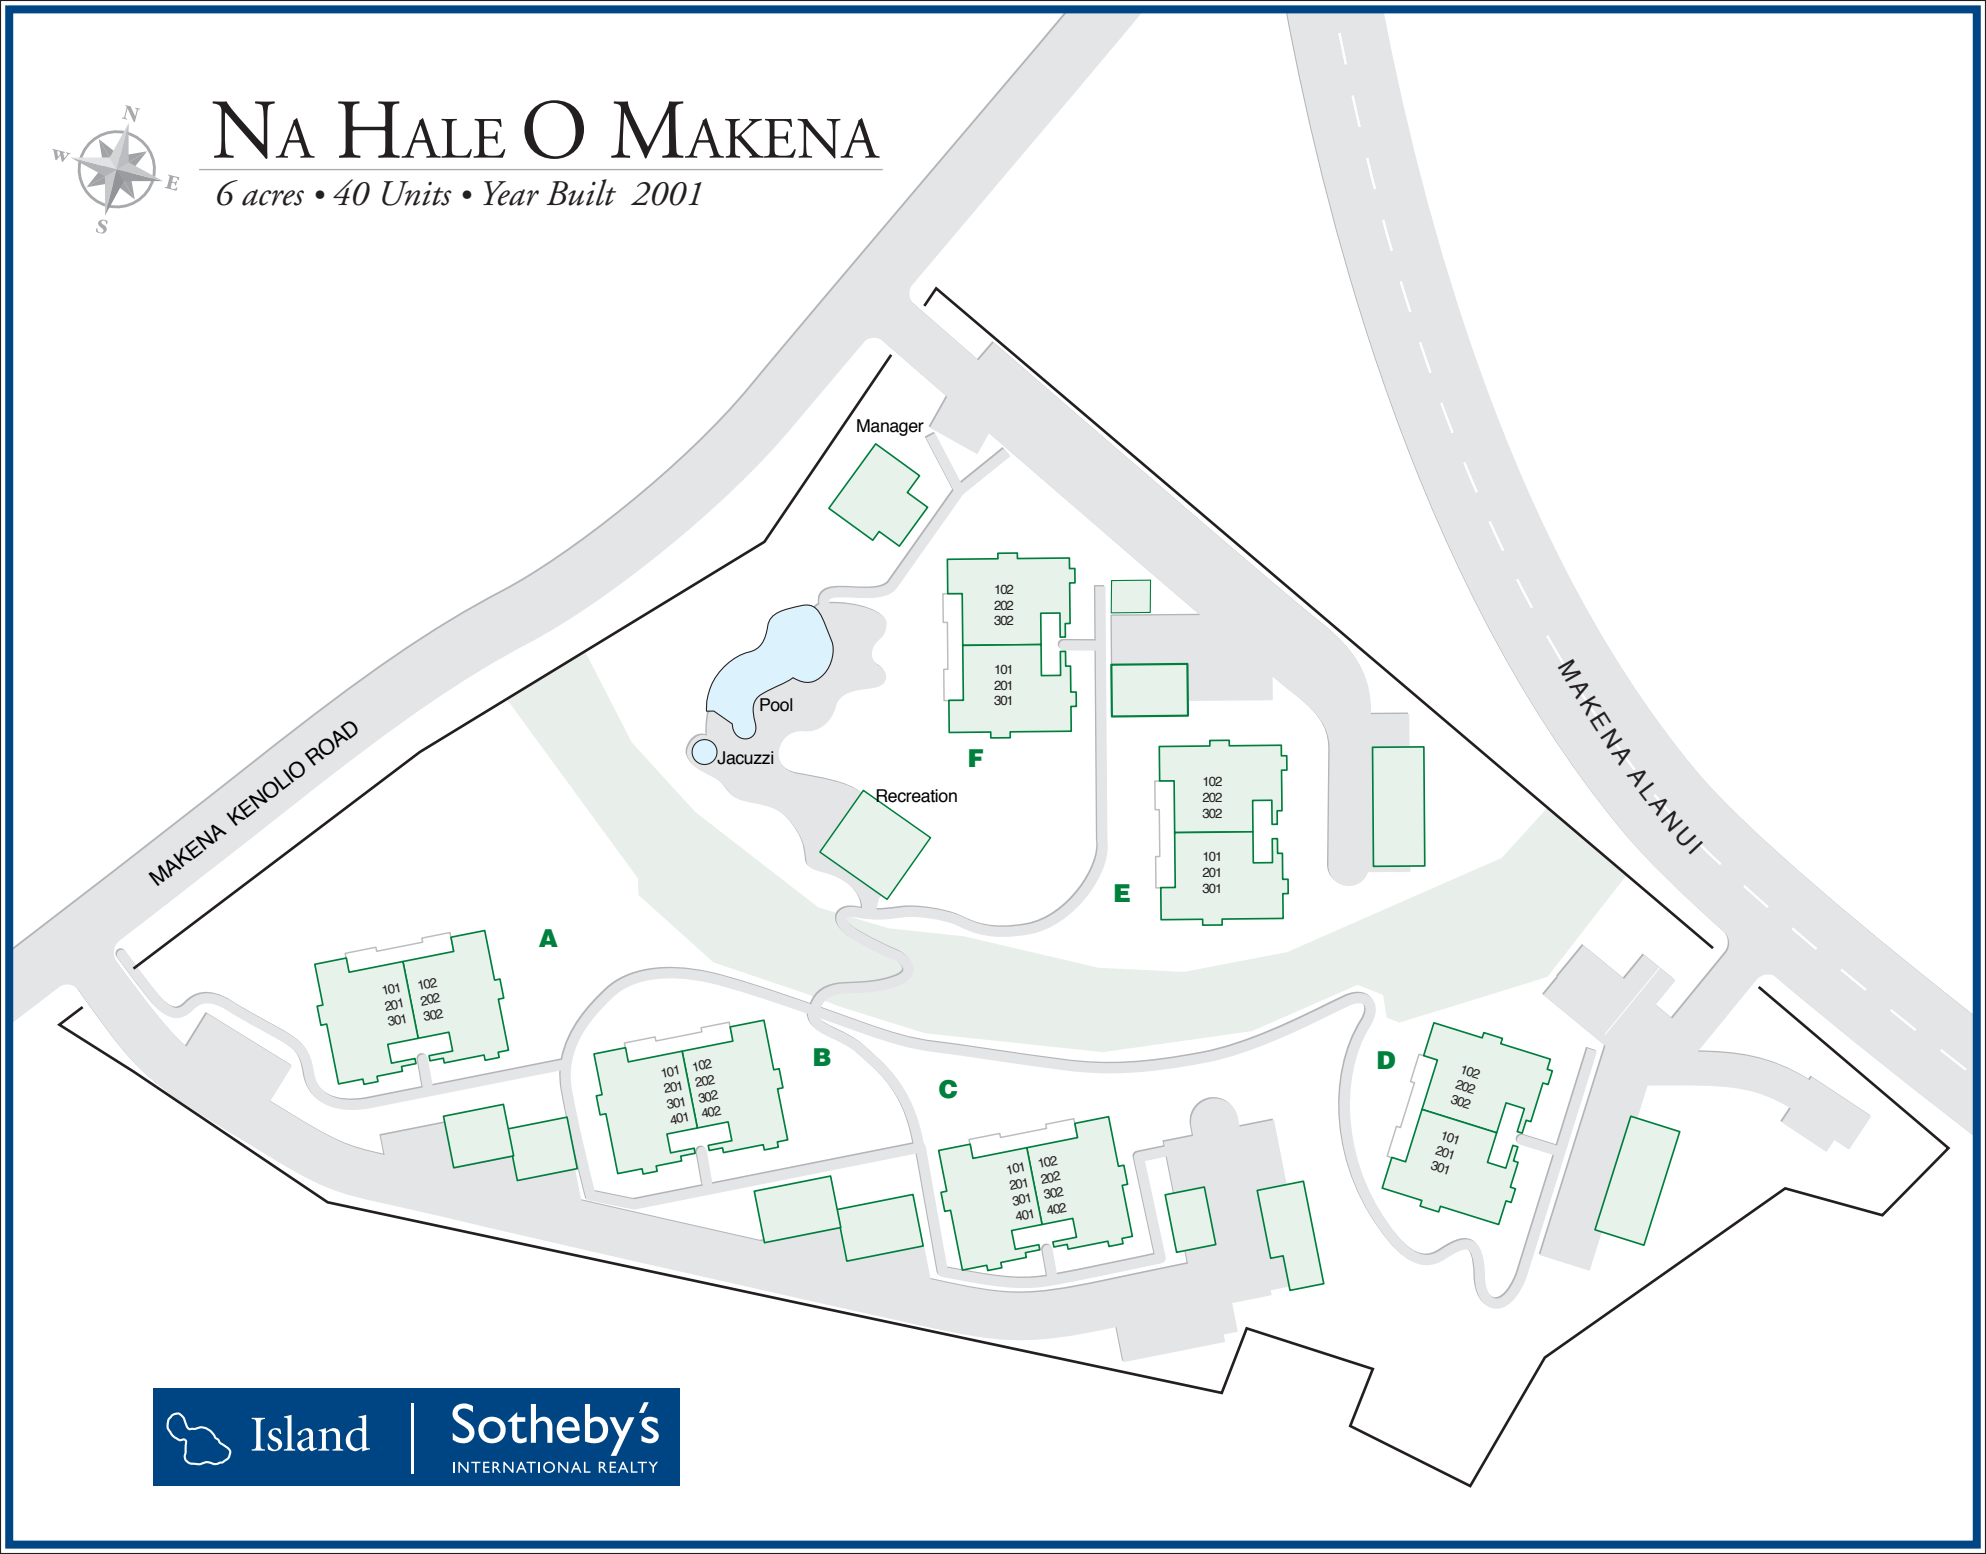 N
W
E
S
NA HALE O MAKENA
6 acres • 40 Units • Year Built 2001
Manager
102
202
302
101
201
301
F
Pool
Jacuzzi
Recreation
MAKENA KENOLIO ROAD
MAKENA ALANUI
102
202
302
101
201
301
E
A
101
201
301
102
202
302
B
101
201
301
401
102
202
302
402
C
101
201
301
401
102
202
302
402
D
102
202
302
101
201
301
Island
Sotheby's
INTERNATIONAL REALTY